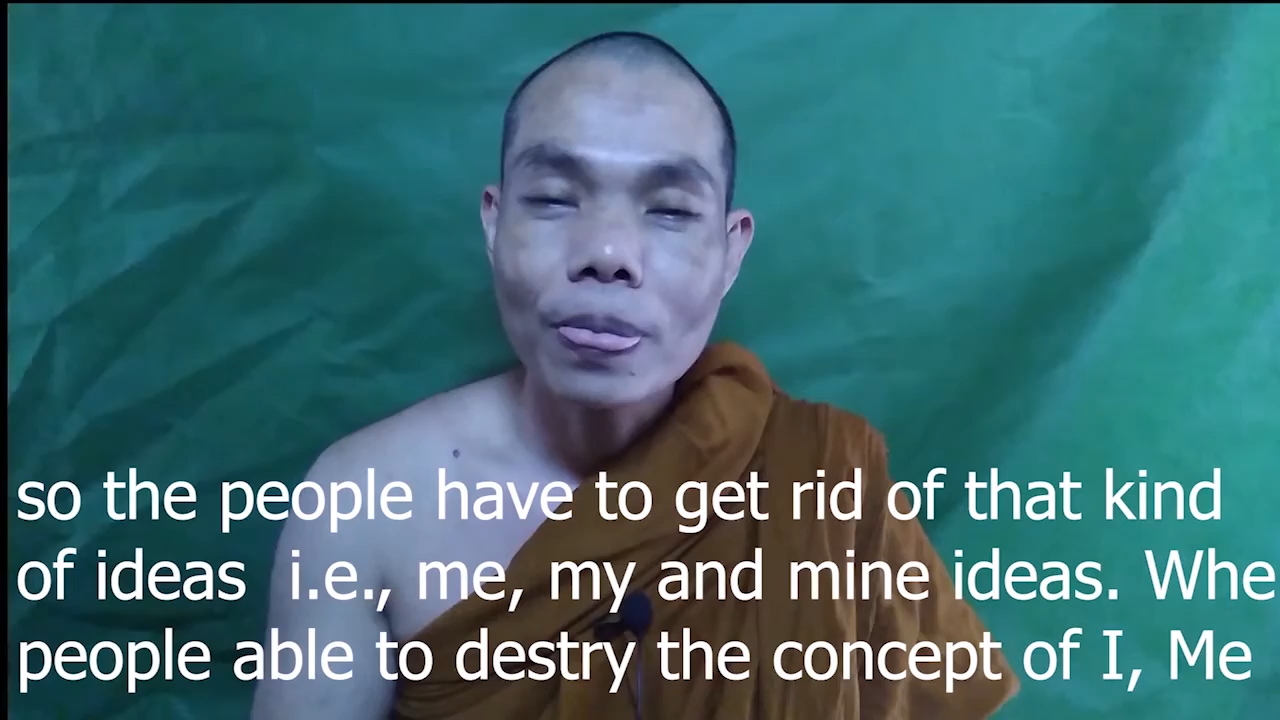 so the people have to get rid of that kind
of ideas  i.e., me, my and mine ideas. Whe
people able to destry the concept of I, Me